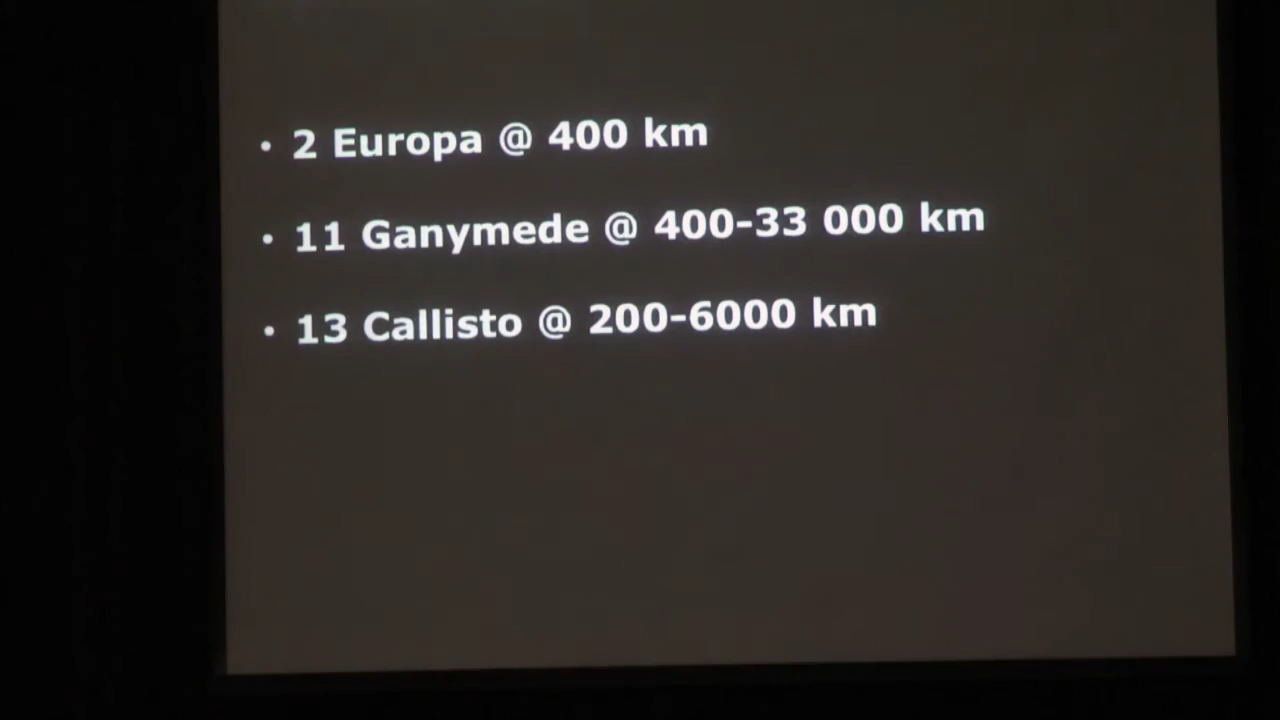 • 2 Europa @ 400 km
• 11 Ganymede @ 400-33 000 km
• 13 Callisto @ 200-6000 km